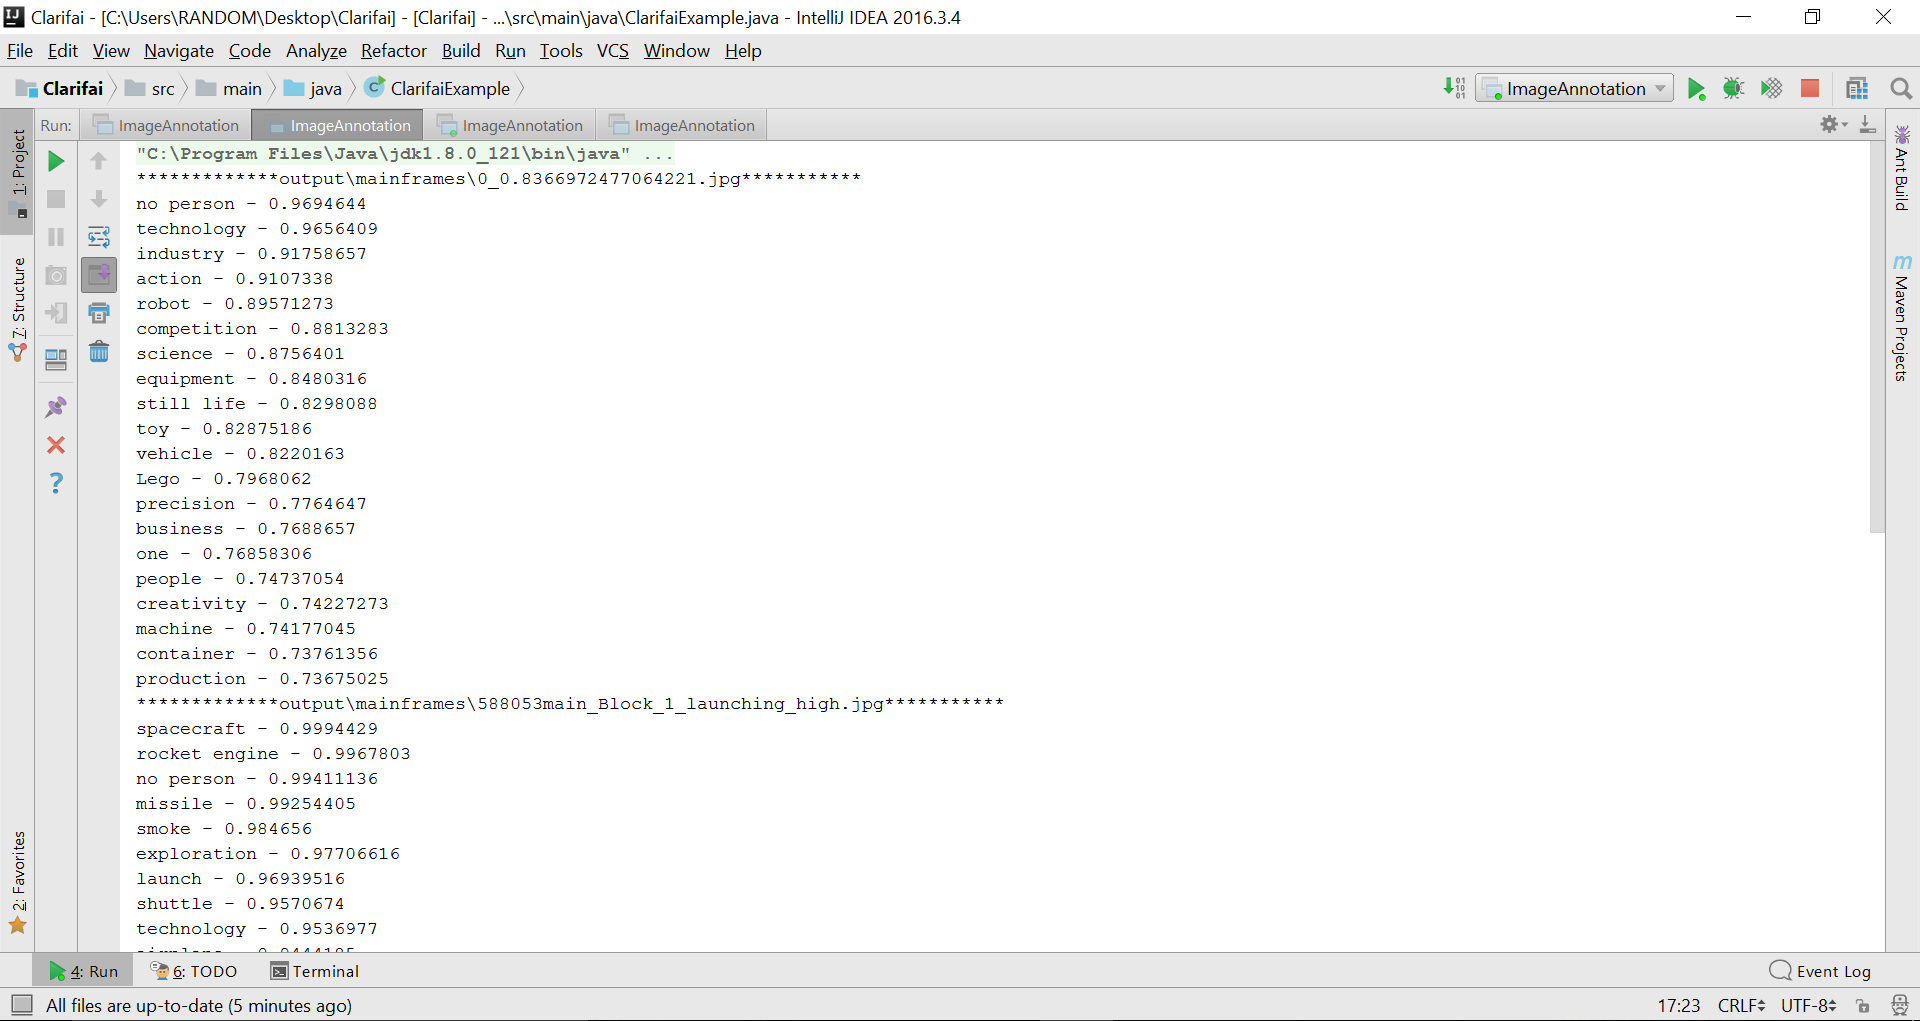 Clarifai - [C:\Users\RANDOM\Desktop\Clarifai] - [Clarifai] - ...\src\main\java\ClarifaiExample.java - IntelliJ IDEA 2016.3.4
File Edit View Navigate Code Analyze Refactor Build Run Tools VCS Window Help
Clarifai src main java ClarifaiExample ImageAnnotation
Run: ImageAnnotation ImageAnnotation ImageAnnotation ImageAnnotation
1: Project
7: Structure
2: Favorites
"C:\Program Files\Java\jdk1.8.0_121\bin\java" ...
*************output\mainframes\0_0.8366972477064221.jpg***********
no person - 0.9694644
technology - 0.9656409
industry - 0.91758657
action - 0.9107338
robot - 0.89571273
competition - 0.8813283
science - 0.8756401
equipment - 0.8480316
still life - 0.8298088
toy - 0.82875186
vehicle - 0.8220163
Lego - 0.7968062
precision - 0.7764647
business - 0.7688657
one - 0.76858306
people - 0.74737054
creativity - 0.74227273
machine - 0.74177045
container - 0.73761356
production - 0.73675025
*************output\mainframes\588053main_Block_1_launching_high.jpg***********
spacecraft - 0.9994429
rocket engine - 0.9967803
no person - 0.99411136
missile - 0.99254405
smoke - 0.984656
exploration - 0.97706616
launch - 0.96939516
shuttle - 0.9570674
technology - 0.9536977
Ant Build
Maven Projects
4: Run 6: TODO Terminal Event Log
All files are up-to-date (5 minutes ago) 17:23 CRLF UTF-8